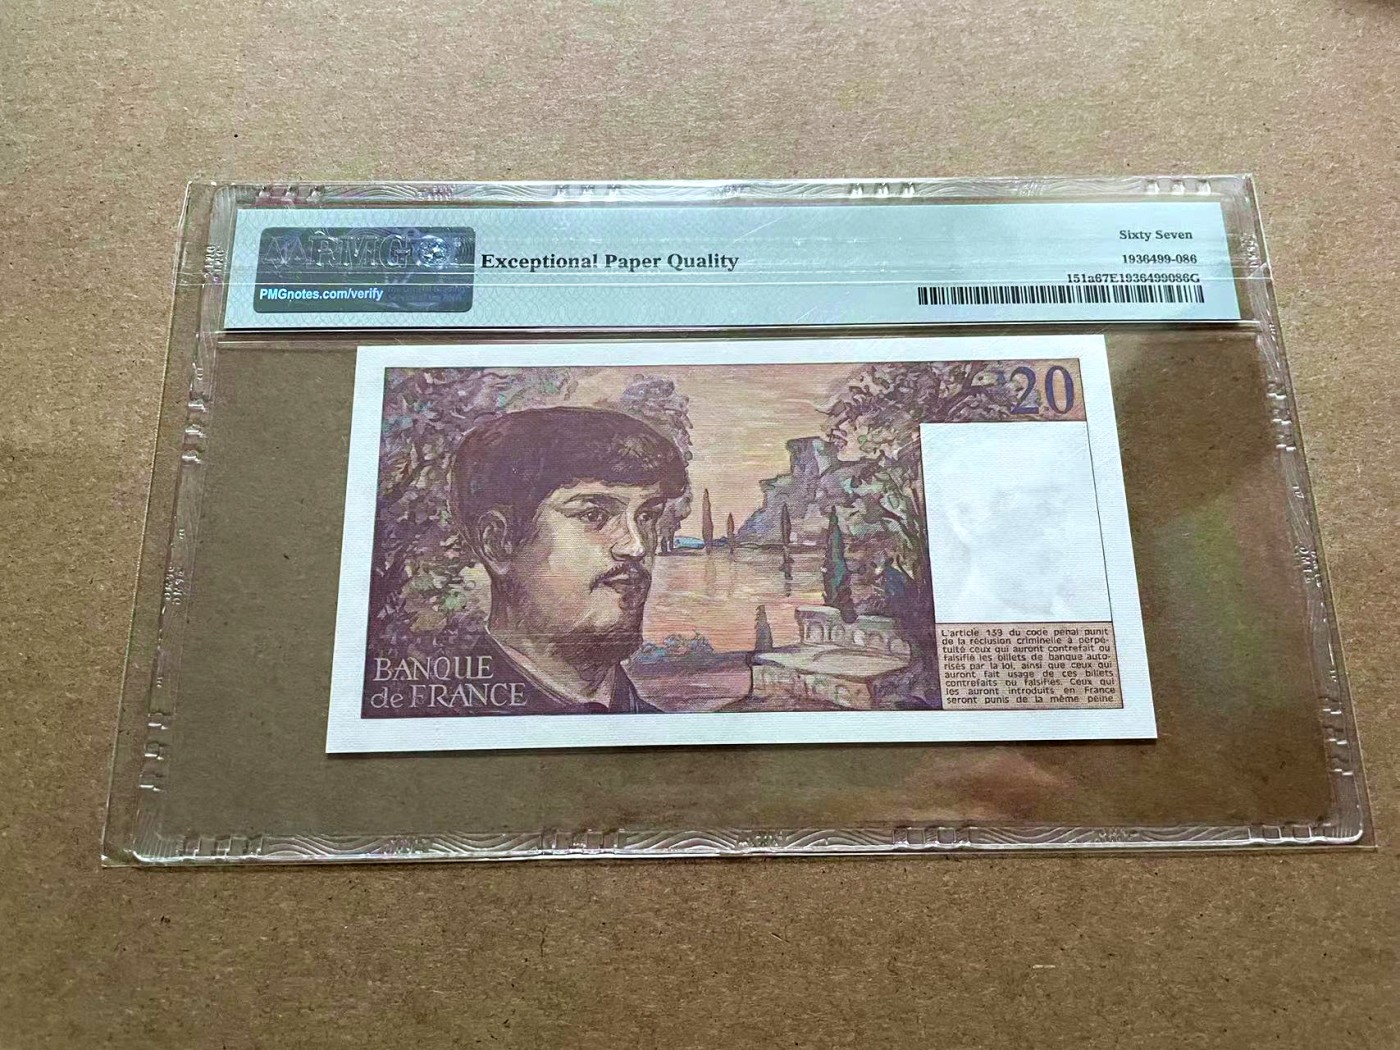 Sixty Seven
Exceptional Paper Quality
1936499-086
151a67E1936499086G
PMGnotes.com/verify
20
BANQUE
de FRANCE
L'article 139 du code pénal punit
de la réclusion criminelle à perpé-
tuité ceux qui auront contrefait ou
falsifié les billets de banque auto-
risés par la loi, ainsi que ceux qui
auront fait usage de ces billets
contrefaits ou falsifiés. Ceux qui
les auront introduits en France
seront punis de la même peine